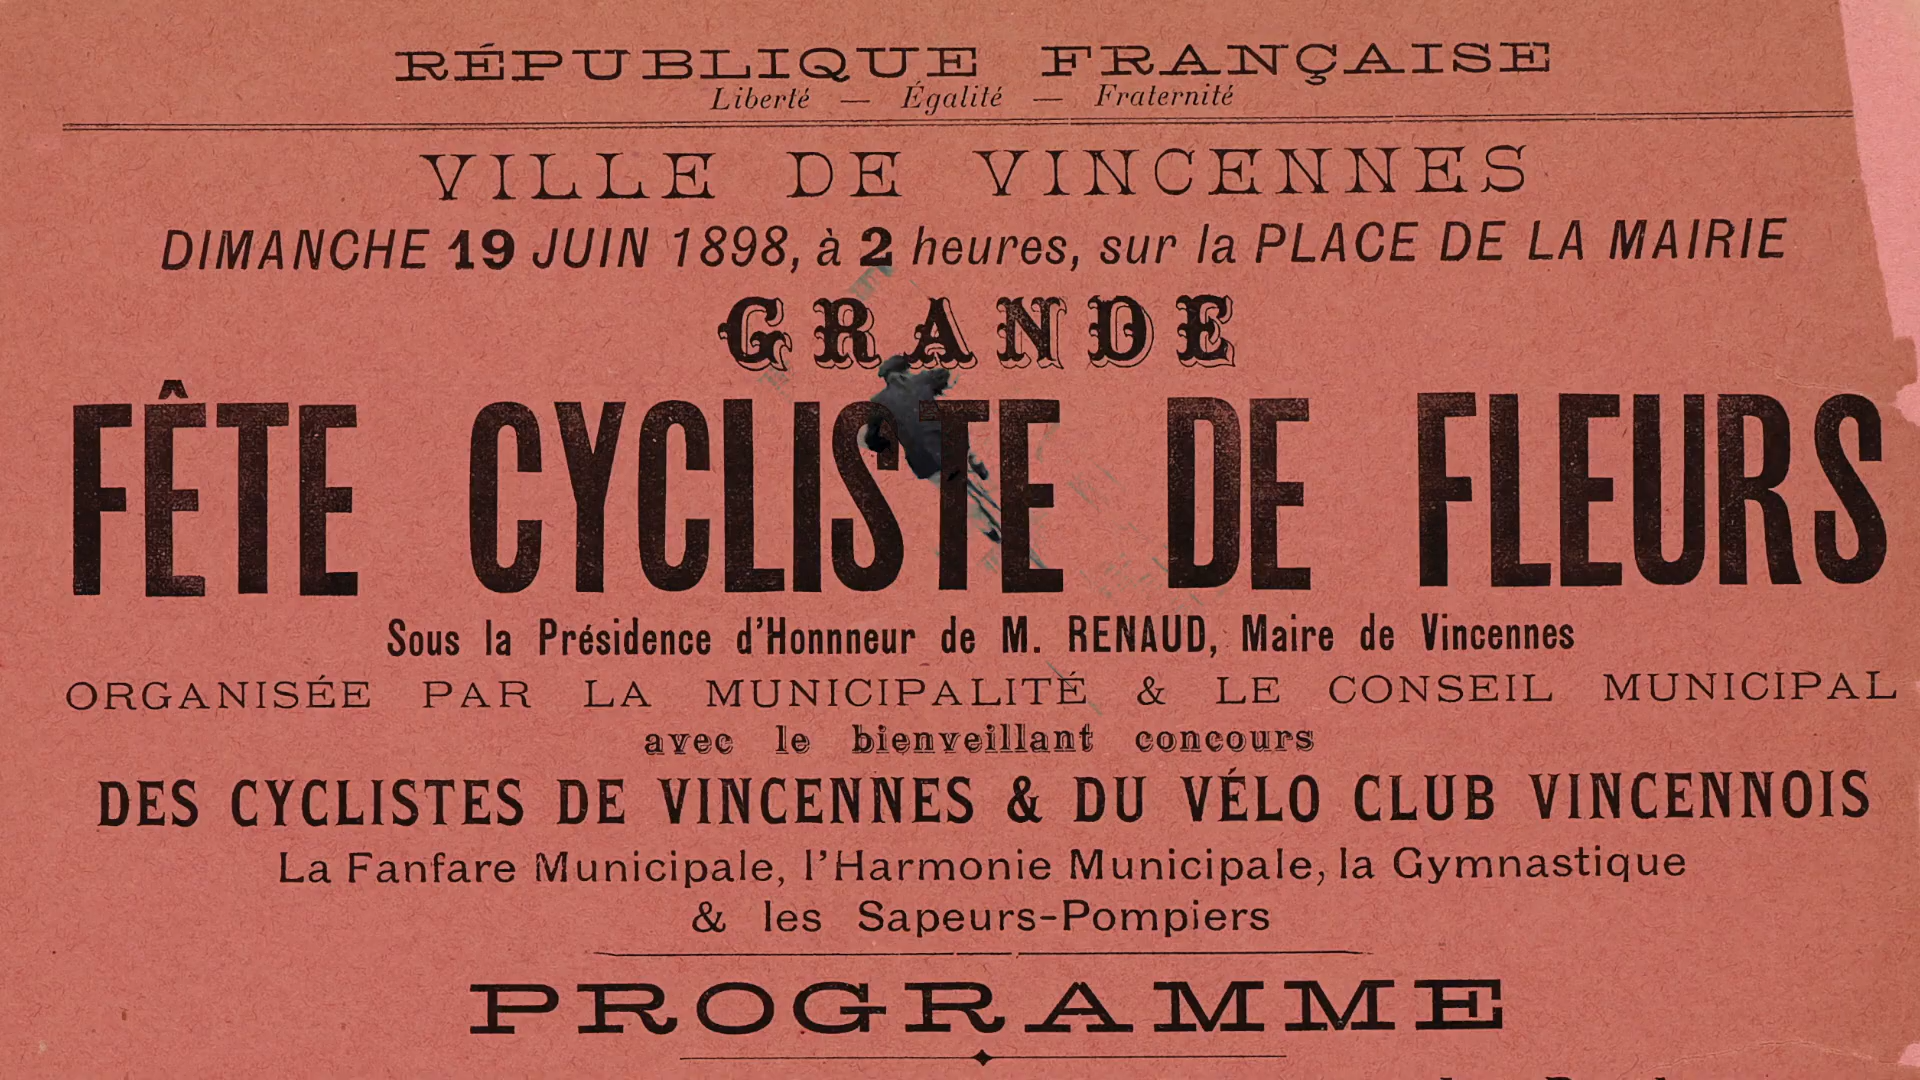 RÉPUBLIQUE FRANÇAISE
Liberté — Égalité — Fraternité
VILLE DE VINCENNES
DIMANCHE 19 JUIN 1898, à 2 heures, sur la PLACE DE LA MAIRIE
GRANDE
FÊTE CYCLISTE DE FLEURS
Sous la Présidence d'Honnneur de M. RENAUD, Maire de Vincennes
ORGANISÉE PAR LA MUNICIPALITÉ & LE CONSEIL MUNICIPAL
avec le bienveillant concours
DES CYCLISTES DE VINCENNES & DU VÉLO CLUB VINCENNOIS
La Fanfare Municipale, l'Harmonie Municipale, la Gymnastique
& les Sapeurs-Pompiers
PROGRAMME